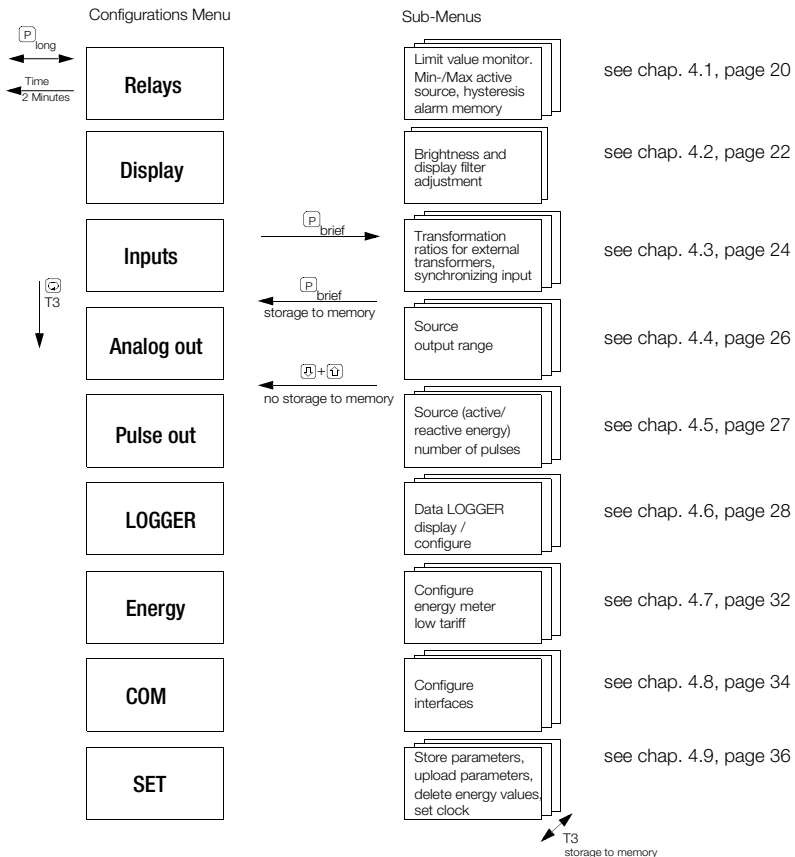 Configurations Menu
Sub-Menus
P long
Time
2 Minutes
Relays
Limit value monitor.
Min-/Max active
source, hysteresis
alarm memory
see chap. 4.1, page 20
Display
Brightness and
display filter
adjustment
see chap. 4.2, page 22
Inputs
P brief
Transformation
ratios for external
transformers,
synchronizing input
see chap. 4.3, page 24
T3
P brief
storage to memory
Analog out
Source
output range
see chap. 4.4, page 26
+
no storage to memory
Pulse out
Source (active/
reactive energy)
number of pulses
see chap. 4.5, page 27
LOGGER
Data LOGGER
display /
configure
see chap. 4.6, page 28
Energy
Configure
energy meter
low tariff
see chap. 4.7, page 32
COM
Configure
interfaces
see chap. 4.8, page 34
SET
Store parameters,
upload parameters,
delete energy values,
set clock
see chap. 4.9, page 36
T3
storage to memory